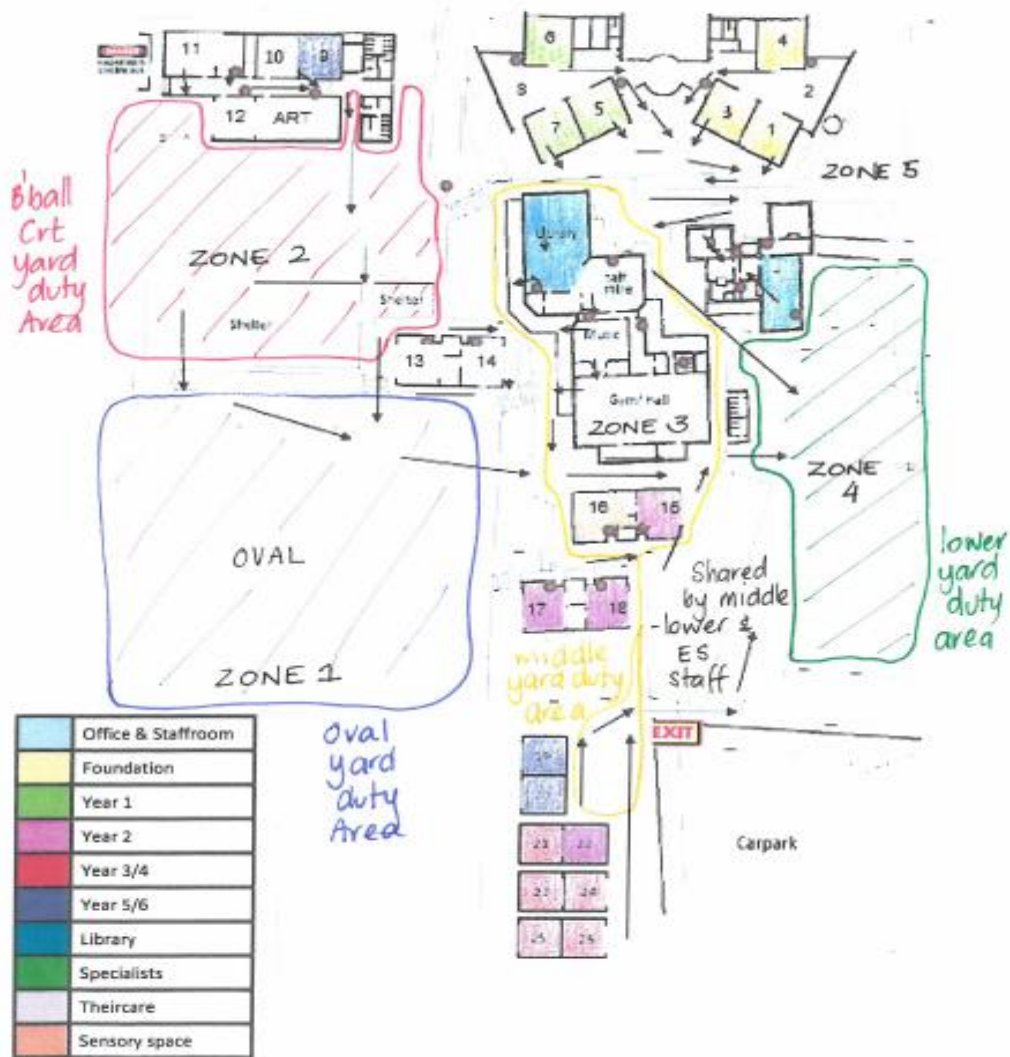 11
10
9
6
4
8
2
12
ART
5
7
3
1
ZONE 5
B'ball
Crt
yard
duty
Area
ZONE 2
Shelter
Shelter
Library
Music
13
14
Gym/hall
ZONE 3
ZONE
4
16
15
OVAL
ZONE 1
lower
yard
duty
area
17
18
Shared
by middle
-lower &
ES
staff
middle
yard duty
area
EXIT
Oval
yard
duty
Area
21
22
23
24
25
26
Carpark
Office & Staffroom
Foundation
Year 1
Year 2
Year 3/4
Year 5/6
Library
Specialists
Theircare
Sensory space